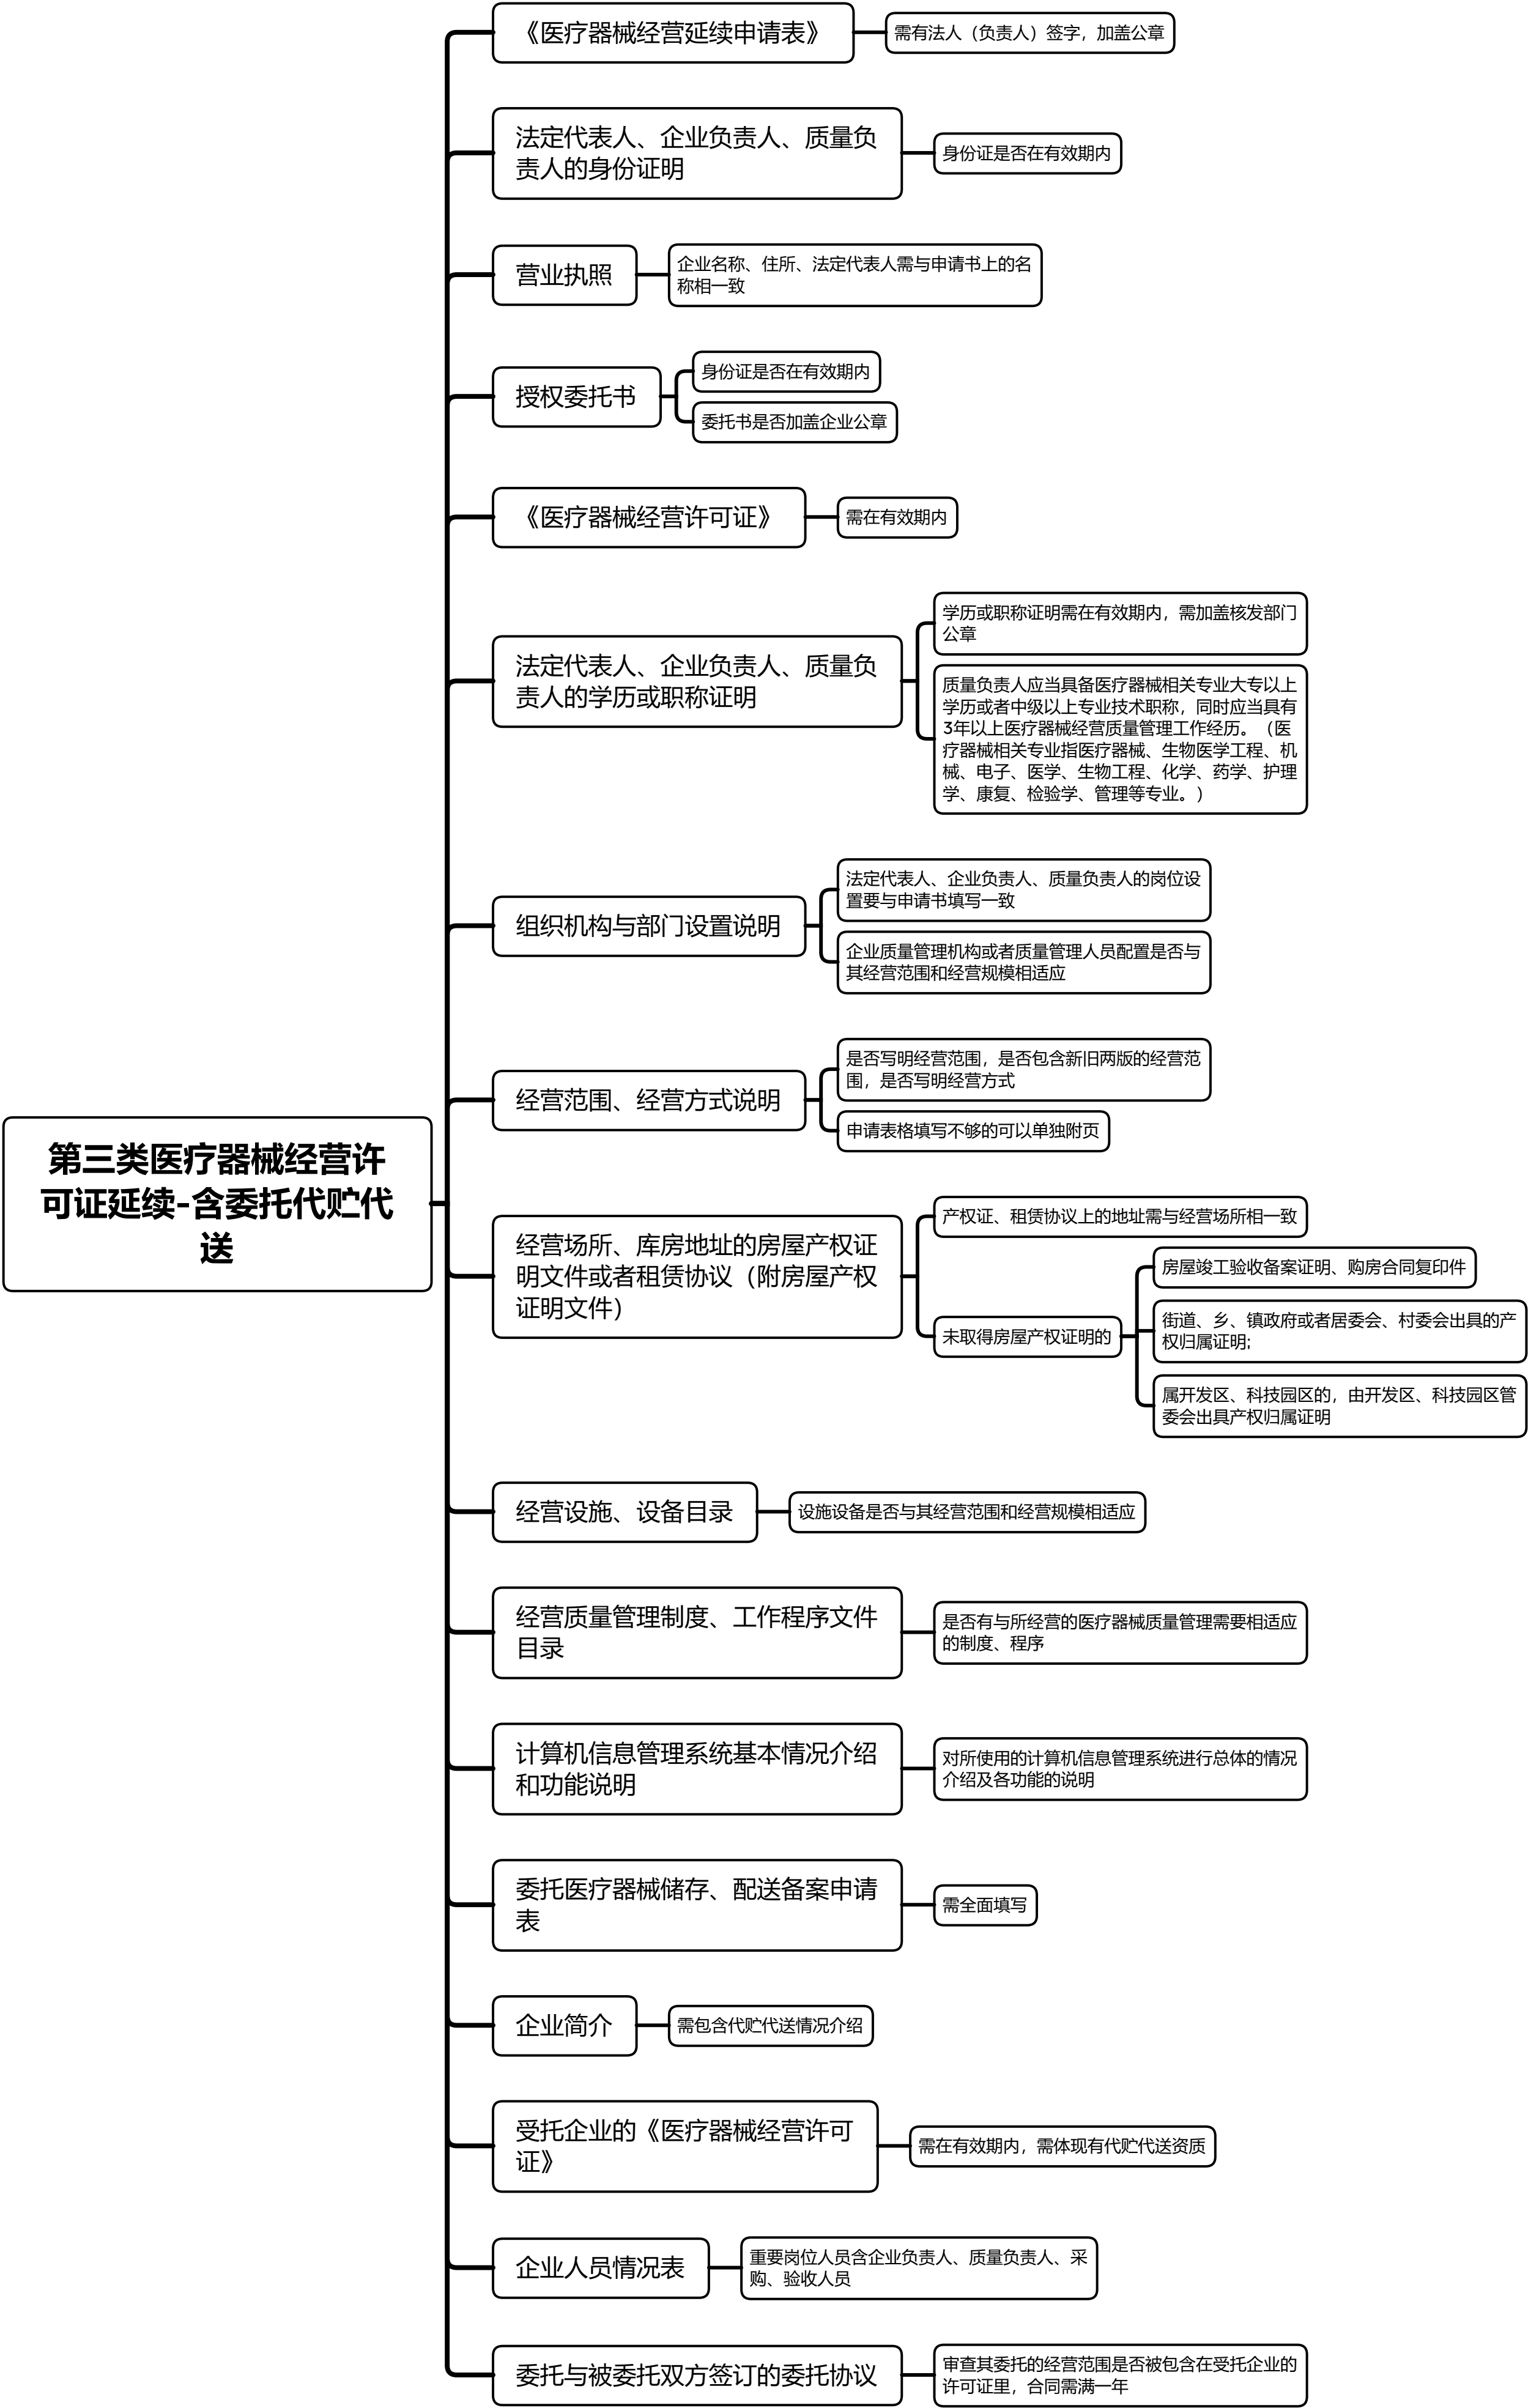 《医疗器械经营延续申请表》
需有法人（负责人）签字，加盖公章
法定代表人、企业负责人、质量负
责人的身份证明
身份证是否在有效期内
营业执照
企业名称、住所、法定代表人需与申请书上的名
称相一致
授权委托书
身份证是否在有效期内
委托书是否加盖企业公章
《医疗器械经营许可证》
需在有效期内
法定代表人、企业负责人、质量负
责人的学历或职称证明
学历或职称证明需在有效期内，需加盖核发部门
公章
质量负责人应当具备医疗器械相关专业大专以上
学历或者中级以上专业技术职称，同时应当具有
3年以上医疗器械经营质量管理工作经历。（医
疗器械相关专业指医疗器械、生物医学工程、机
械、电子、医学、生物工程、化学、药学、护理
学、康复、检验学、管理等专业。）
组织机构与部门设置说明
法定代表人、企业负责人、质量负责人的岗位设
置要与申请书填写一致
企业质量管理机构或者质量管理人员配置是否与
其经营范围和经营规模相适应
经营范围、经营方式说明
是否写明经营范围，是否包含新旧两版的经营范
围，是否写明经营方式
申请表格填写不够的可以单独附页
第三类医疗器械经营许
可证延续-含委托代贮代
送
经营场所、库房地址的房屋产权证
明文件或者租赁协议（附房屋产权
证明文件）
产权证、租赁协议上的地址需与经营场所相一致
未取得房屋产权证明的
房屋竣工验收备案证明、购房合同复印件
街道、乡、镇政府或者居委会、村委会出具的产
权归属证明;
属开发区、科技园区的，由开发区、科技园区管
委会出具产权归属证明
经营设施、设备目录
设施设备是否与其经营范围和经营规模相适应
经营质量管理制度、工作程序文件
目录
是否有与所经营的医疗器械质量管理需要相适应
的制度、程序
计算机信息管理系统基本情况介绍
和功能说明
对所使用的计算机信息管理系统进行总体的情况
介绍及各功能的说明
委托医疗器械储存、配送备案申请
表
需全面填写
企业简介
需包含代贮代送情况介绍
受托企业的《医疗器械经营许可
证》
需在有效期内，需体现有代贮代送资质
企业人员情况表
重要岗位人员含企业负责人、质量负责人、采
购、验收人员
委托与被委托双方签订的委托协议
审查其委托的经营范围是否被包含在受托企业的
许可证里，合同需满一年